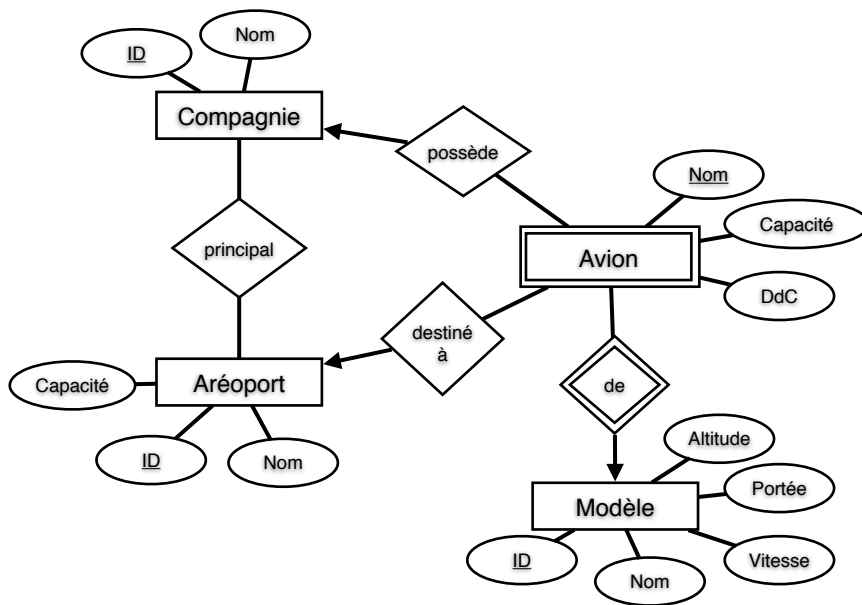 ID
Nom
Compagnie
possède
Nom
Capacité
principal
Avion
DdC
destiné
à
Capacité
Aréoport
de
ID
Nom
Altitude
Portée
Modèle
ID
Nom
Vitesse